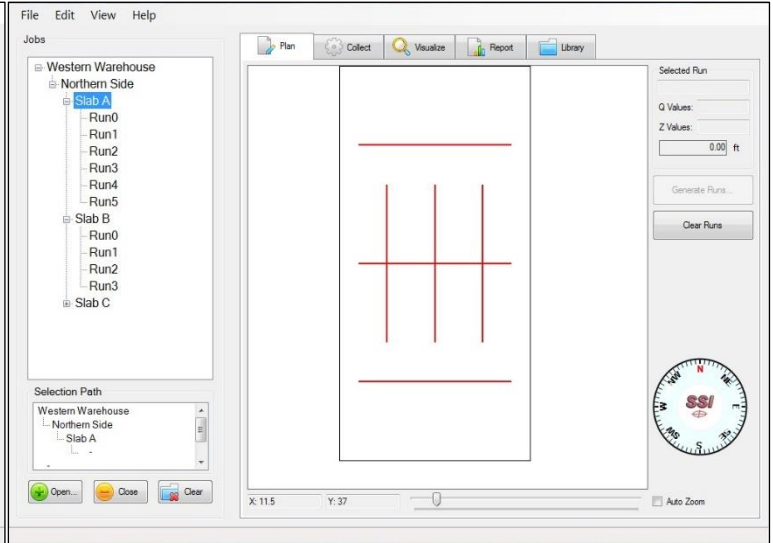 File Edit View Help
Jobs
Western Warehouse
Northern Side
Slab A
Run0
Run1
Run2
Run3
Run4
Run5
Slab B
Run0
Run1
Run2
Run3
Slab C
Selection Path
Western Warehouse
Northern Side
Slab A
-
-
Open... Close Clear
Plan Collect Visualize Report Library
X: 11.5 Y: 37
Selected Run
Q Values:
Z Values:
0.00 ft
Generate Runs...
Clear Runs
N NE E SE S SW W NW
SSI
Auto Zoom